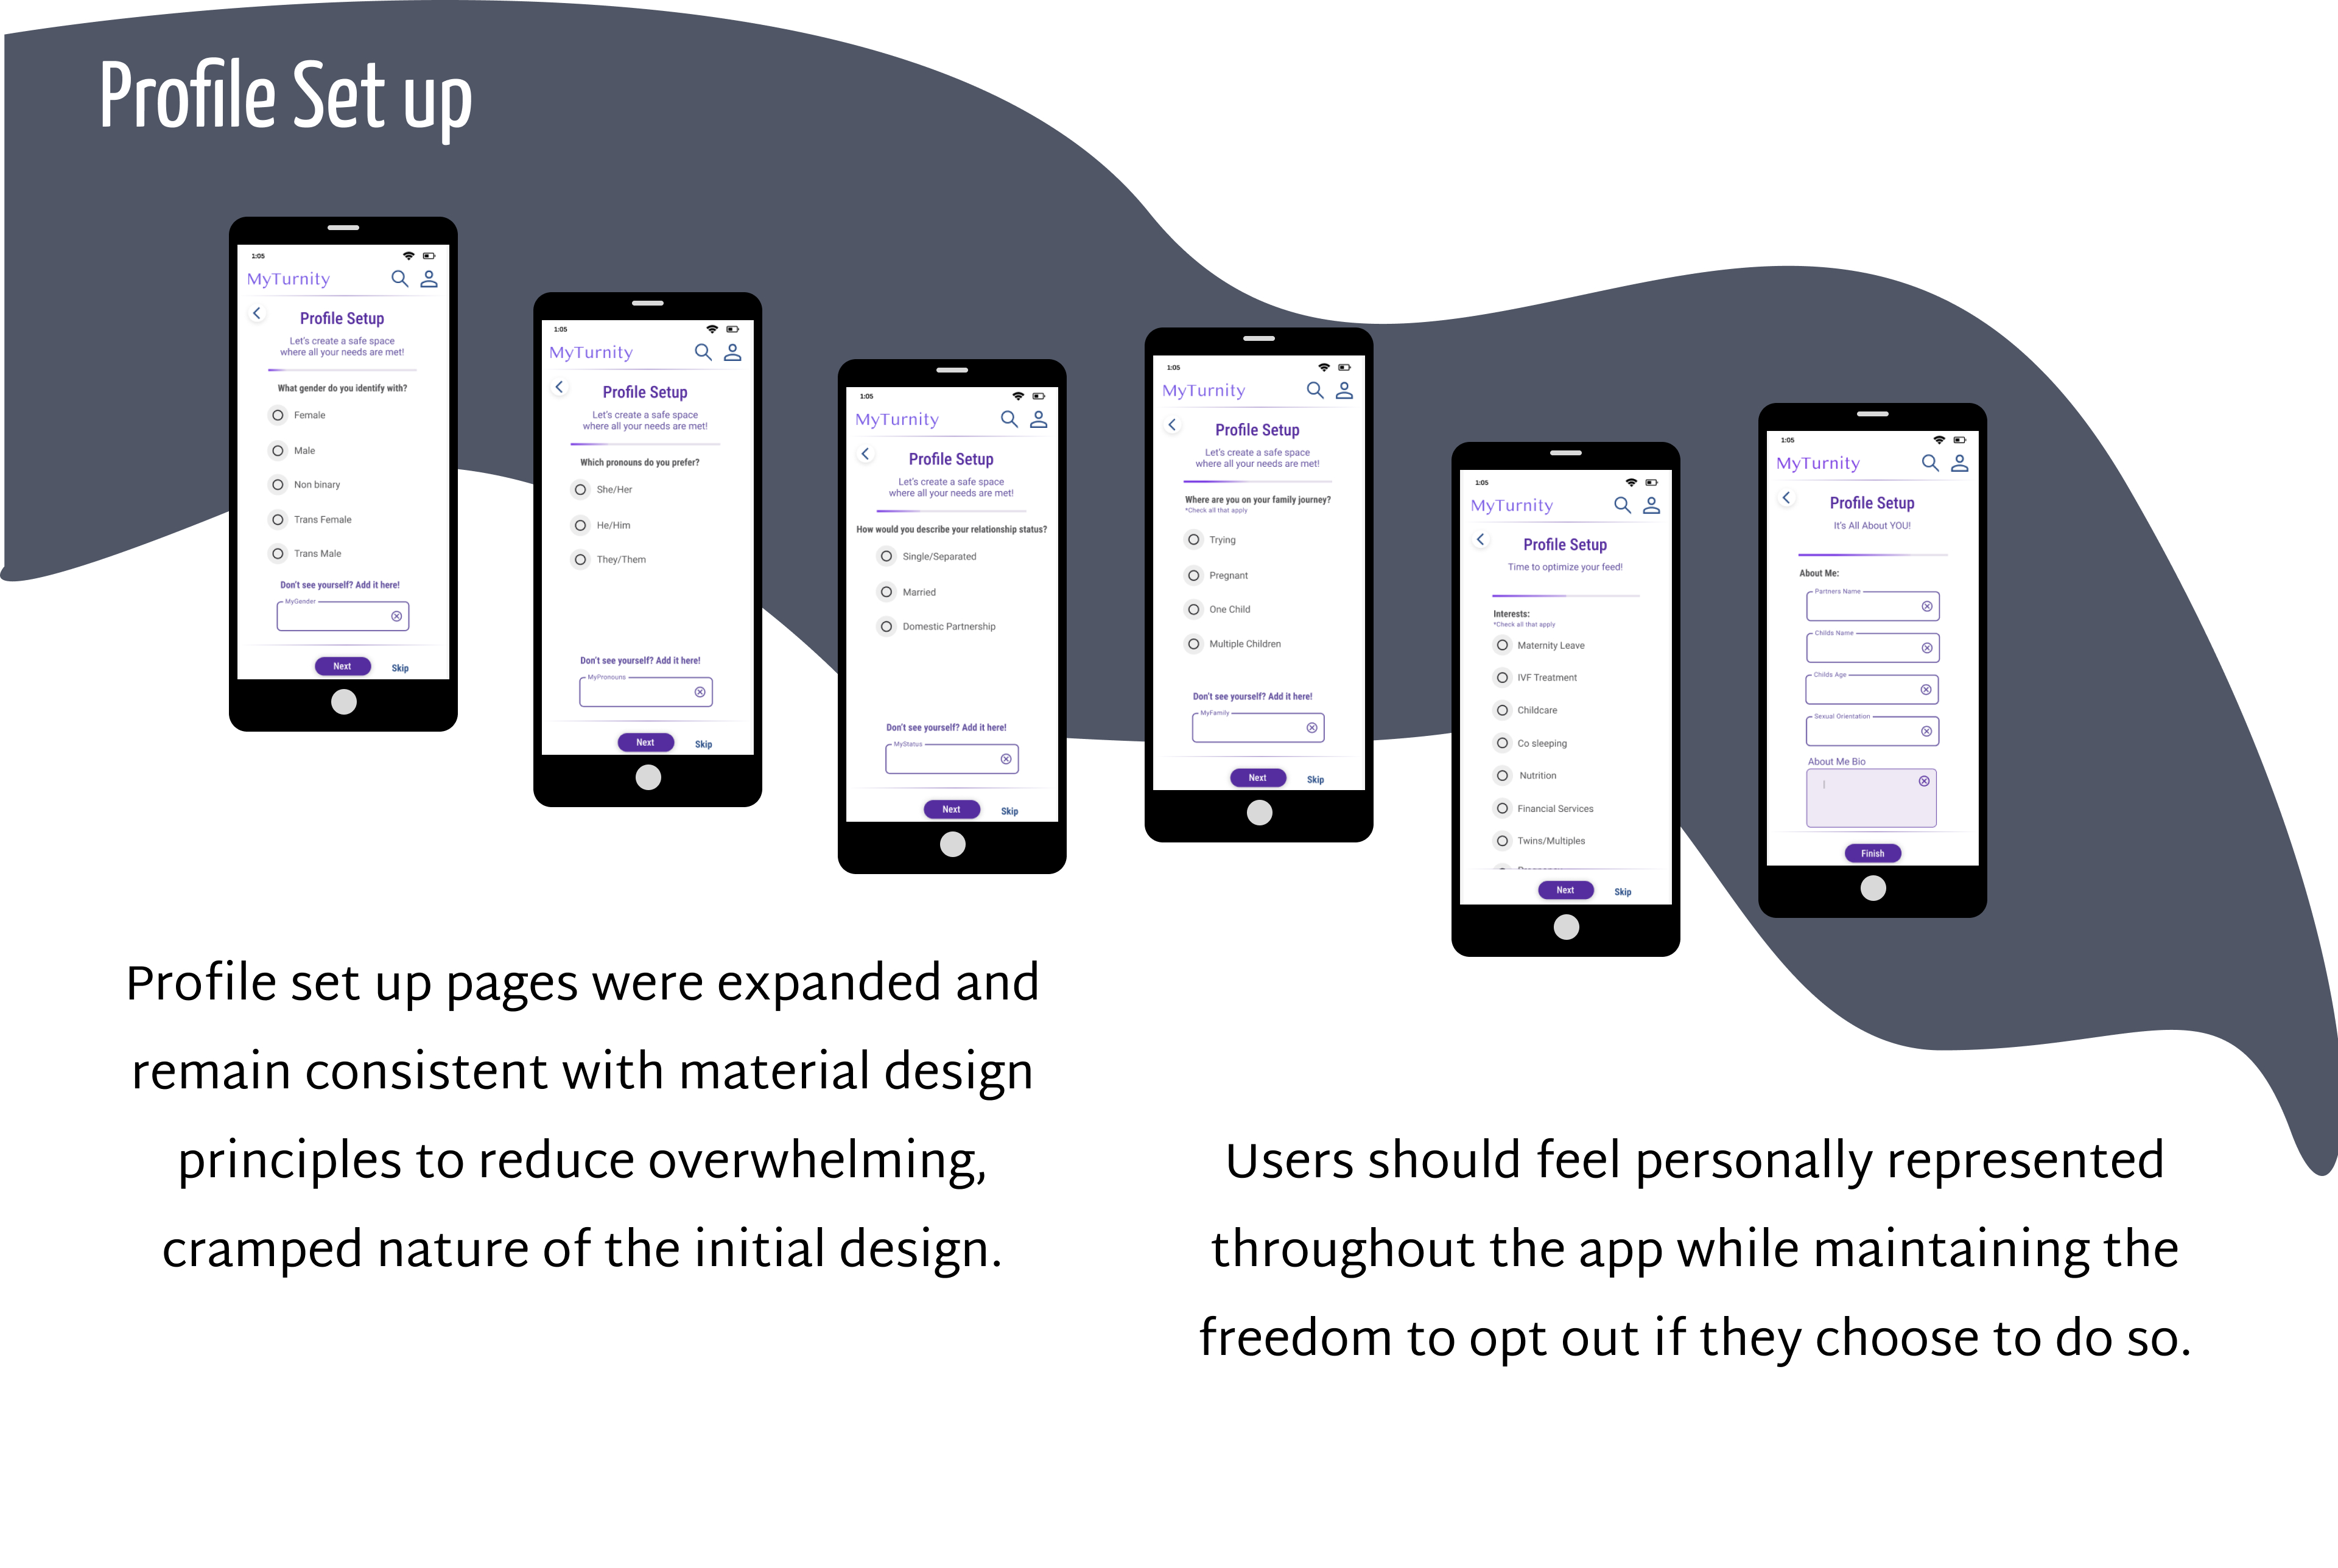 Profile Set up
1:05
MyTurnity
Profile Setup
Let's create a safe space
where all your needs are met!
What gender do you identify with?
Female
Male
Non binary
Trans Female
Trans Male
Don't see yourself? Add it here!
MyGender
Next
Skip
1:05
MyTurnity
Profile Setup
Let's create a safe space
where all your needs are met!
Which pronouns do you prefer?
She/Her
He/Him
They/Them
Don't see yourself? Add it here!
MyPronouns
Next
Skip
1:05
MyTurnity
Profile Setup
Let's create a safe space
where all your needs are met!
How would you describe your relationship status?
Single/Separated
Married
Domestic Partnership
Don't see yourself? Add it here!
MyStatus
Next
Skip
1:05
MyTurnity
Profile Setup
Let's create a safe space
where all your needs are met!
Where are you on your family journey?
*Check all that apply
Trying
Pregnant
One Child
Multiple Children
Don't see yourself? Add it here!
MyFamily
Next
Skip
1:05
MyTurnity
Profile Setup
Time to optimize your feed!
Interests:
*Check all that apply
Maternity Leave
IVF Treatment
Childcare
Co sleeping
Nutrition
Financial Services
Twins/Multiples
Next
Skip
1:05
MyTurnity
Profile Setup
It's All About YOU!
About Me:
Partners Name
Childs Name
Childs Age
Sexual Orientation
About Me Bio
Finish
Profile set up pages were expanded and
remain consistent with material design
principles to reduce overwhelming,
cramped nature of the initial design.
Users should feel personally represented
throughout the app while maintaining the
freedom to opt out if they choose to do so.